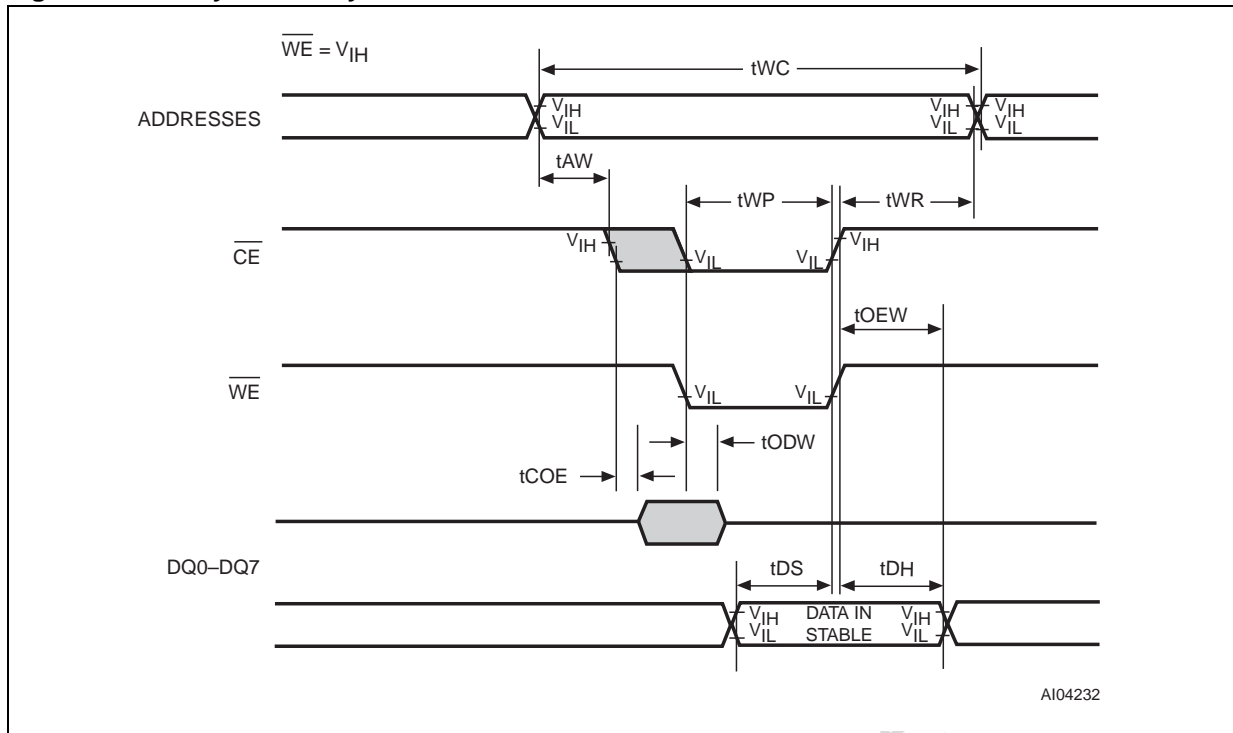 WE = VIH
tWC
ADDRESSES
VIH
VIL
VIH
VIL
VIH
VIL
tAW
tWP
tWR
CE
VIH
VIL
VIL
VIH
tOEW
WE
VIL
VIL
tODW
tCOE
DQ0–DQ7
tDS
tDH
VIH
VIL
DATA IN
STABLE
VIH
VIL
AI04232